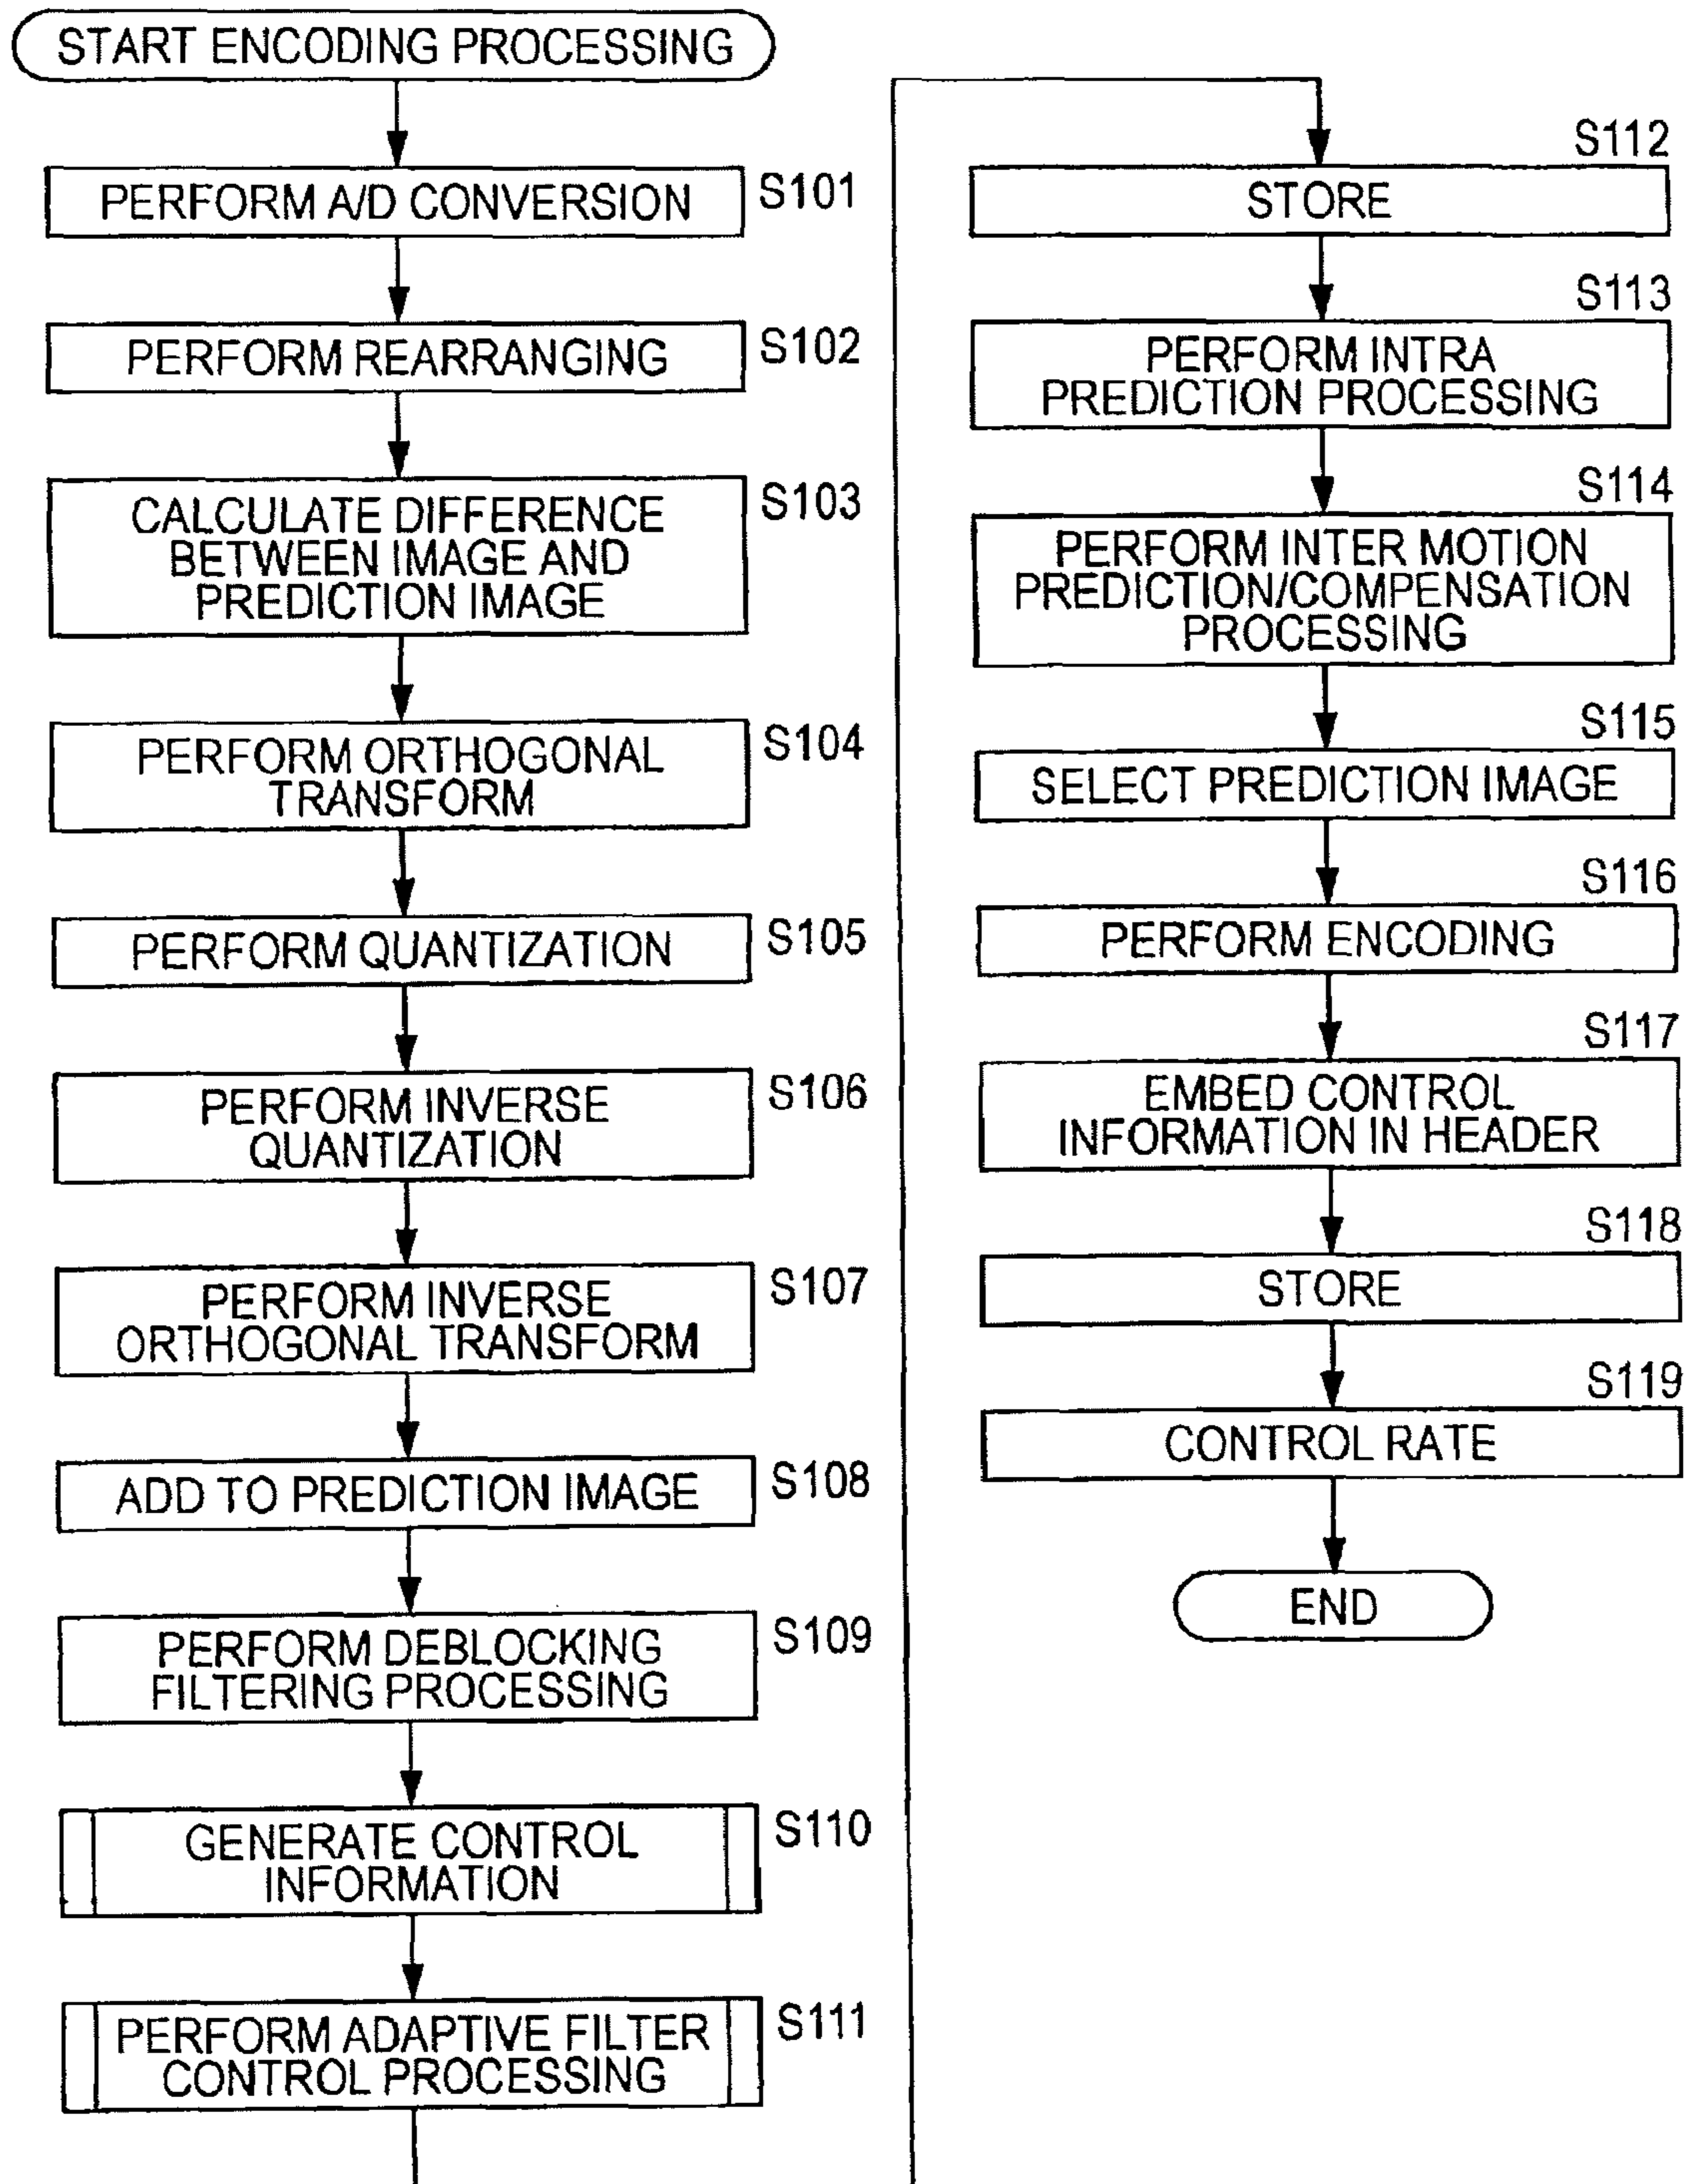 START ENCODING PROCESSING
PERFORM A/D CONVERSION
S101
PERFORM REARRANGING
S102
CALCULATE DIFFERENCE
BETWEEN IMAGE AND
PREDICTION IMAGE
S103
PERFORM ORTHOGONAL
TRANSFORM
S104
PERFORM QUANTIZATION
S105
PERFORM INVERSE
QUANTIZATION
S106
PERFORM INVERSE
ORTHOGONAL TRANSFORM
S107
ADD TO PREDICTION IMAGE
S108
PERFORM DEBLOCKING
FILTERING PROCESSING
S109
GENERATE CONTROL
INFORMATION
S110
PERFORM ADAPTIVE FILTER
CONTROL PROCESSING
S111
S112
STORE
S113
PERFORM INTRA
PREDICTION PROCESSING
S114
PERFORM INTER MOTION
PREDICTION/COMPENSATION
PROCESSING
S115
SELECT PREDICTION IMAGE
S116
PERFORM ENCODING
S117
EMBED CONTROL
INFORMATION IN HEADER
S118
STORE
S119
CONTROL RATE
END